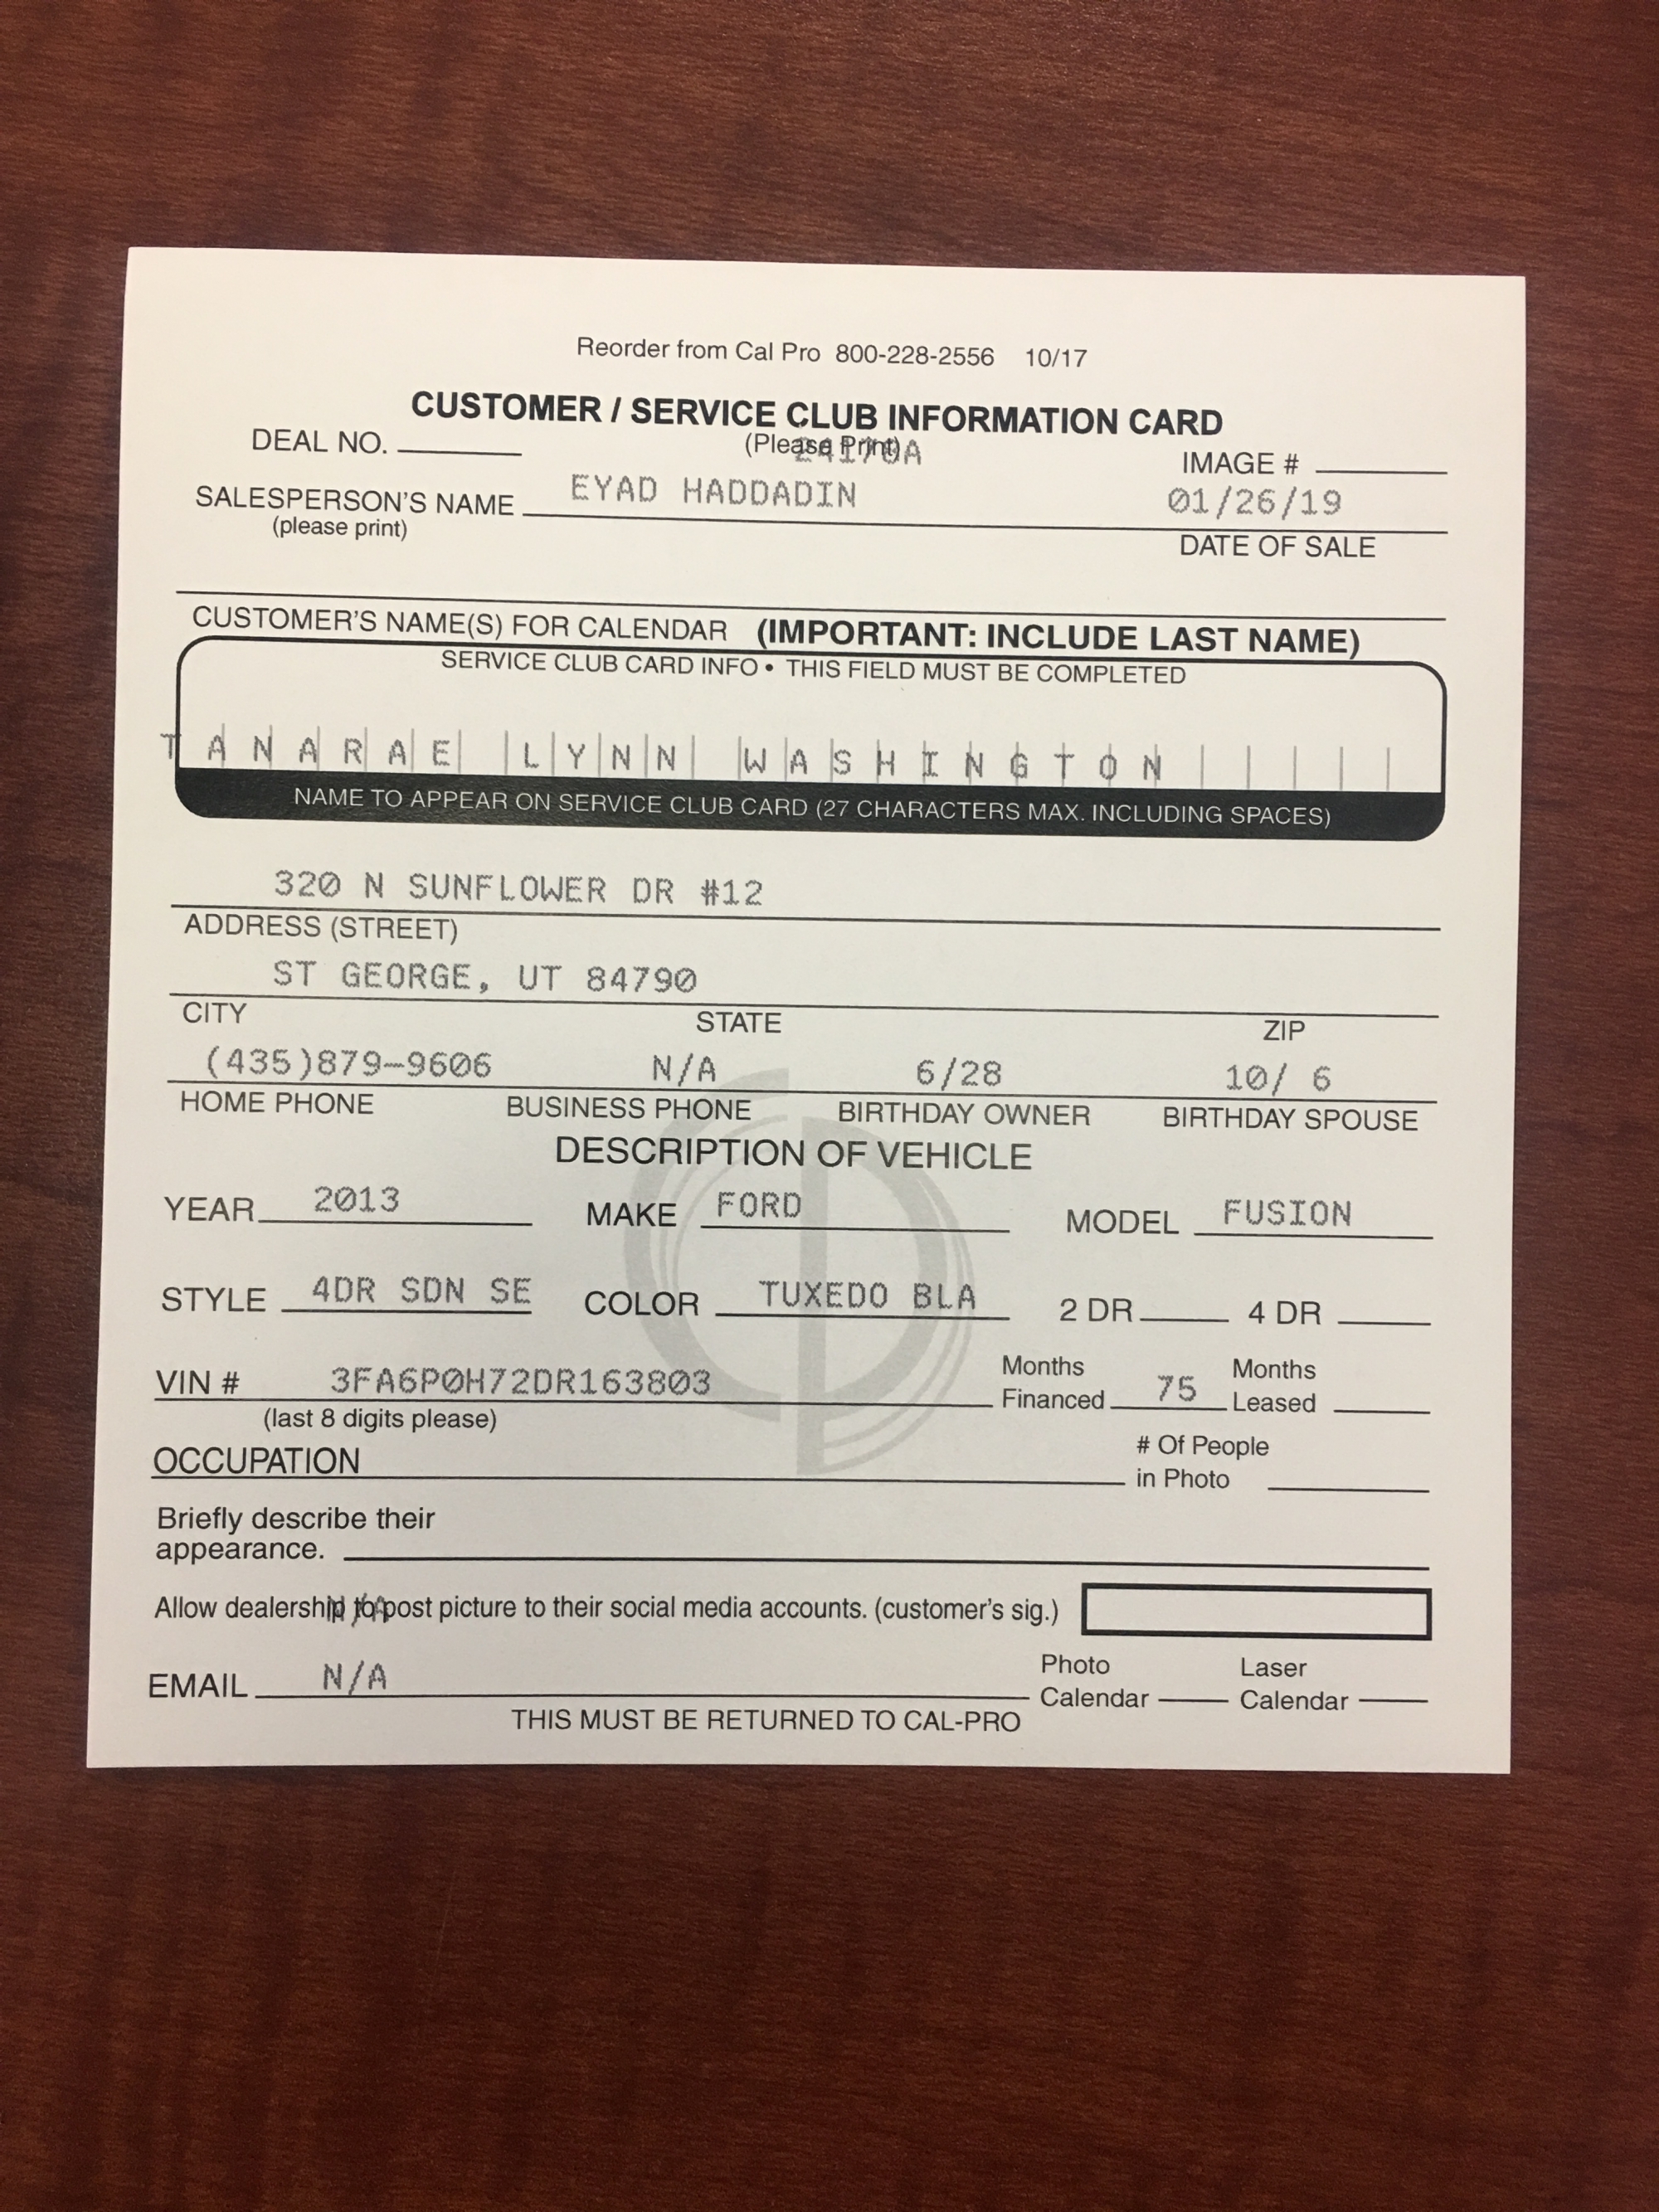 Reorder from Cal Pro 800-228-2556 10/17
CUSTOMER / SERVICE CLUB INFORMATION CARD
DEAL NO. (Please Print) IMAGE #
SALESPERSON'S NAME EYAD HADDADIN 01/26/19
(please print) DATE OF SALE
CUSTOMER'S NAME(S) FOR CALENDAR (IMPORTANT: INCLUDE LAST NAME)
SERVICE CLUB CARD INFO • THIS FIELD MUST BE COMPLETED
TANARAE LYNN WASHINGTON
NAME TO APPEAR ON SERVICE CLUB CARD (27 CHARACTERS MAX. INCLUDING SPACES)
320 N SUNFLOWER DR #12
ADDRESS (STREET)
ST GEORGE, UT 84790
CITY STATE ZIP
(435)879-9606 N/A 6/28 10/ 6
HOME PHONE BUSINESS PHONE BIRTHDAY OWNER BIRTHDAY SPOUSE
DESCRIPTION OF VEHICLE
YEAR 2013 MAKE FORD MODEL FUSION
STYLE 4DR SDN SE COLOR TUXEDO BLA 2 DR 4 DR
VIN # 3FA6P0H72DR163803 Months Financed 75 Months Leased
(last 8 digits please)
OCCUPATION # Of People in Photo
Briefly describe their
appearance.
Allow dealership to post picture to their social media accounts. (customer's sig.)
N/A
EMAIL N/A Photo Calendar Laser Calendar
THIS MUST BE RETURNED TO CAL-PRO